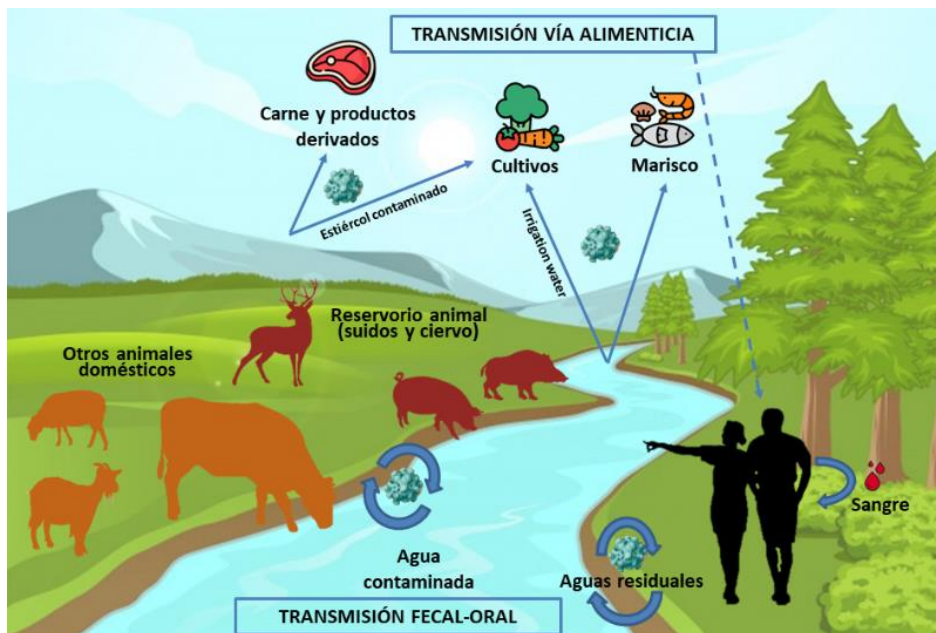 TRANSMISIÓN VÍA ALIMENTICIA
Carne y productos
derivados
Cultivos
Marisco
Estiércol contaminado
Irrigation water
Reservorio animal
(suidos y ciervo)
Otros animales
domésticos
Sangre
Agua
contaminada
Aguas residuales
TRANSMISIÓN FECAL-ORAL